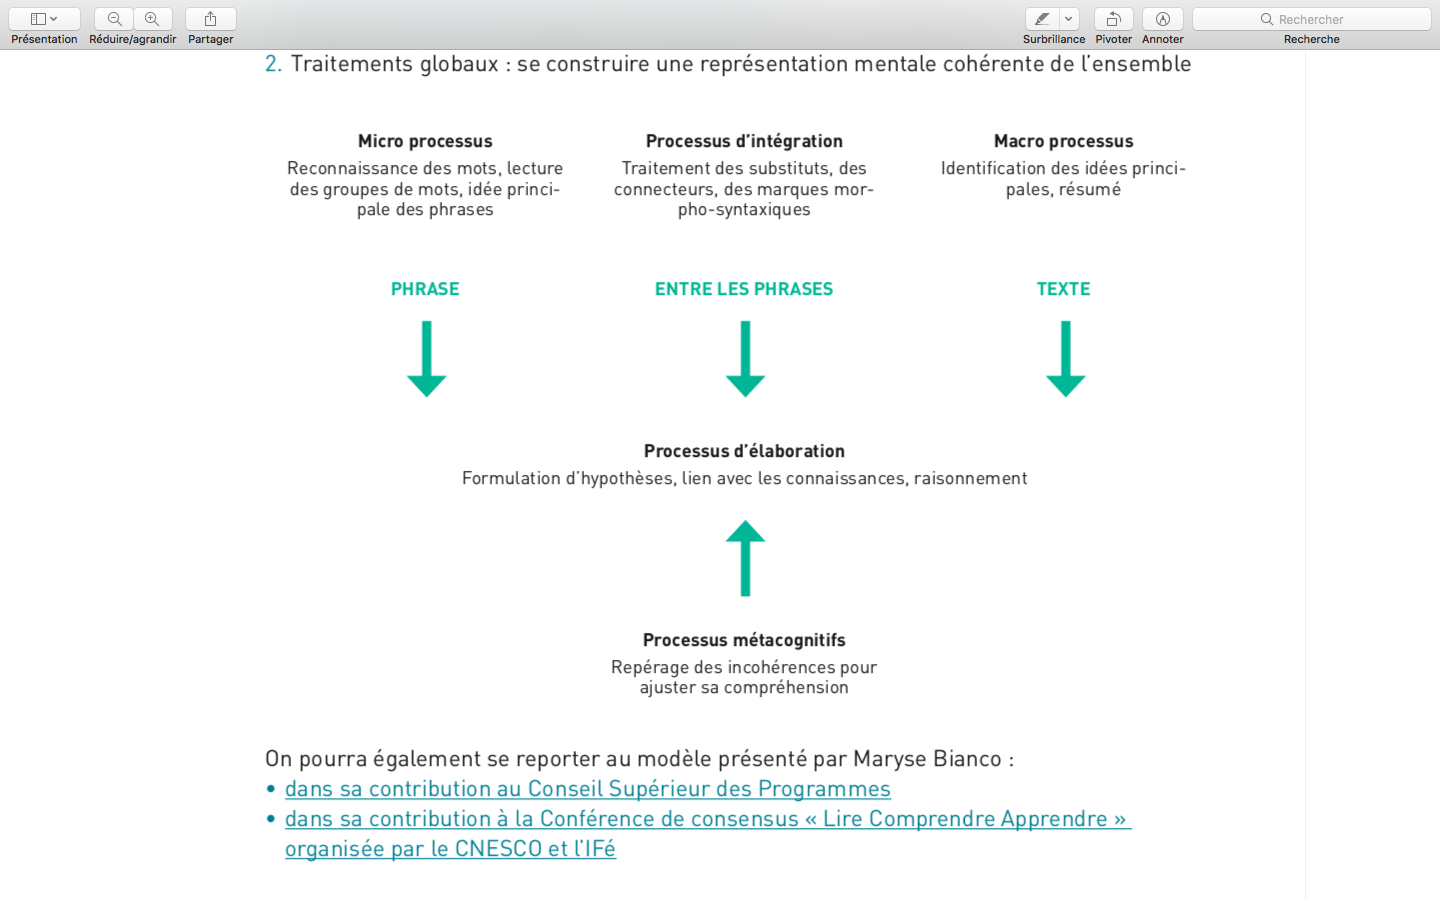 Présentation
Réduire/agrandir
Partager
Surbrillance
Pivoter
Annoter
Rechercher
Recherche
2. Traitements globaux : se construire une représentation mentale cohérente de l'ensemble
Micro processus
Reconnaissance des mots, lecture
des groupes de mots, idée princi-
pale des phrases
Processus d'intégration
Traitement des substituts, des
connecteurs, des marques mor-
pho-syntaxiques
Macro processus
Identification des idées princi-
pales, résumé
PHRASE
ENTRE LES PHRASES
TEXTE
Processus d'élaboration
Formulation d'hypothèses, lien avec les connaissances, raisonnement
Processus métacognitifs
Repérage des incohérences pour
ajuster sa compréhension
On pourra également se reporter au modèle présenté par Maryse Bianco :
• dans sa contribution au Conseil Supérieur des Programmes
• dans sa contribution à la Conférence de consensus « Lire Comprendre Apprendre »
organisée par le CNESCO et l'IFé